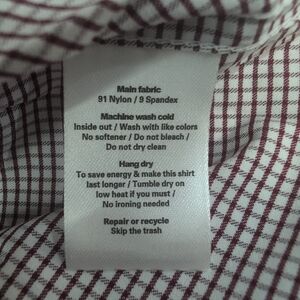 Main fabric
91 Nylon / 9 Spandex
Machine wash cold
Inside out / Wash with like colors
No softener / Do not bleach /
Do not dry clean
Hang dry
To save energy & make this shirt
last longer / Tumble dry on
low heat if you must /
No ironing needed
Repair or recycle
Skip the trash